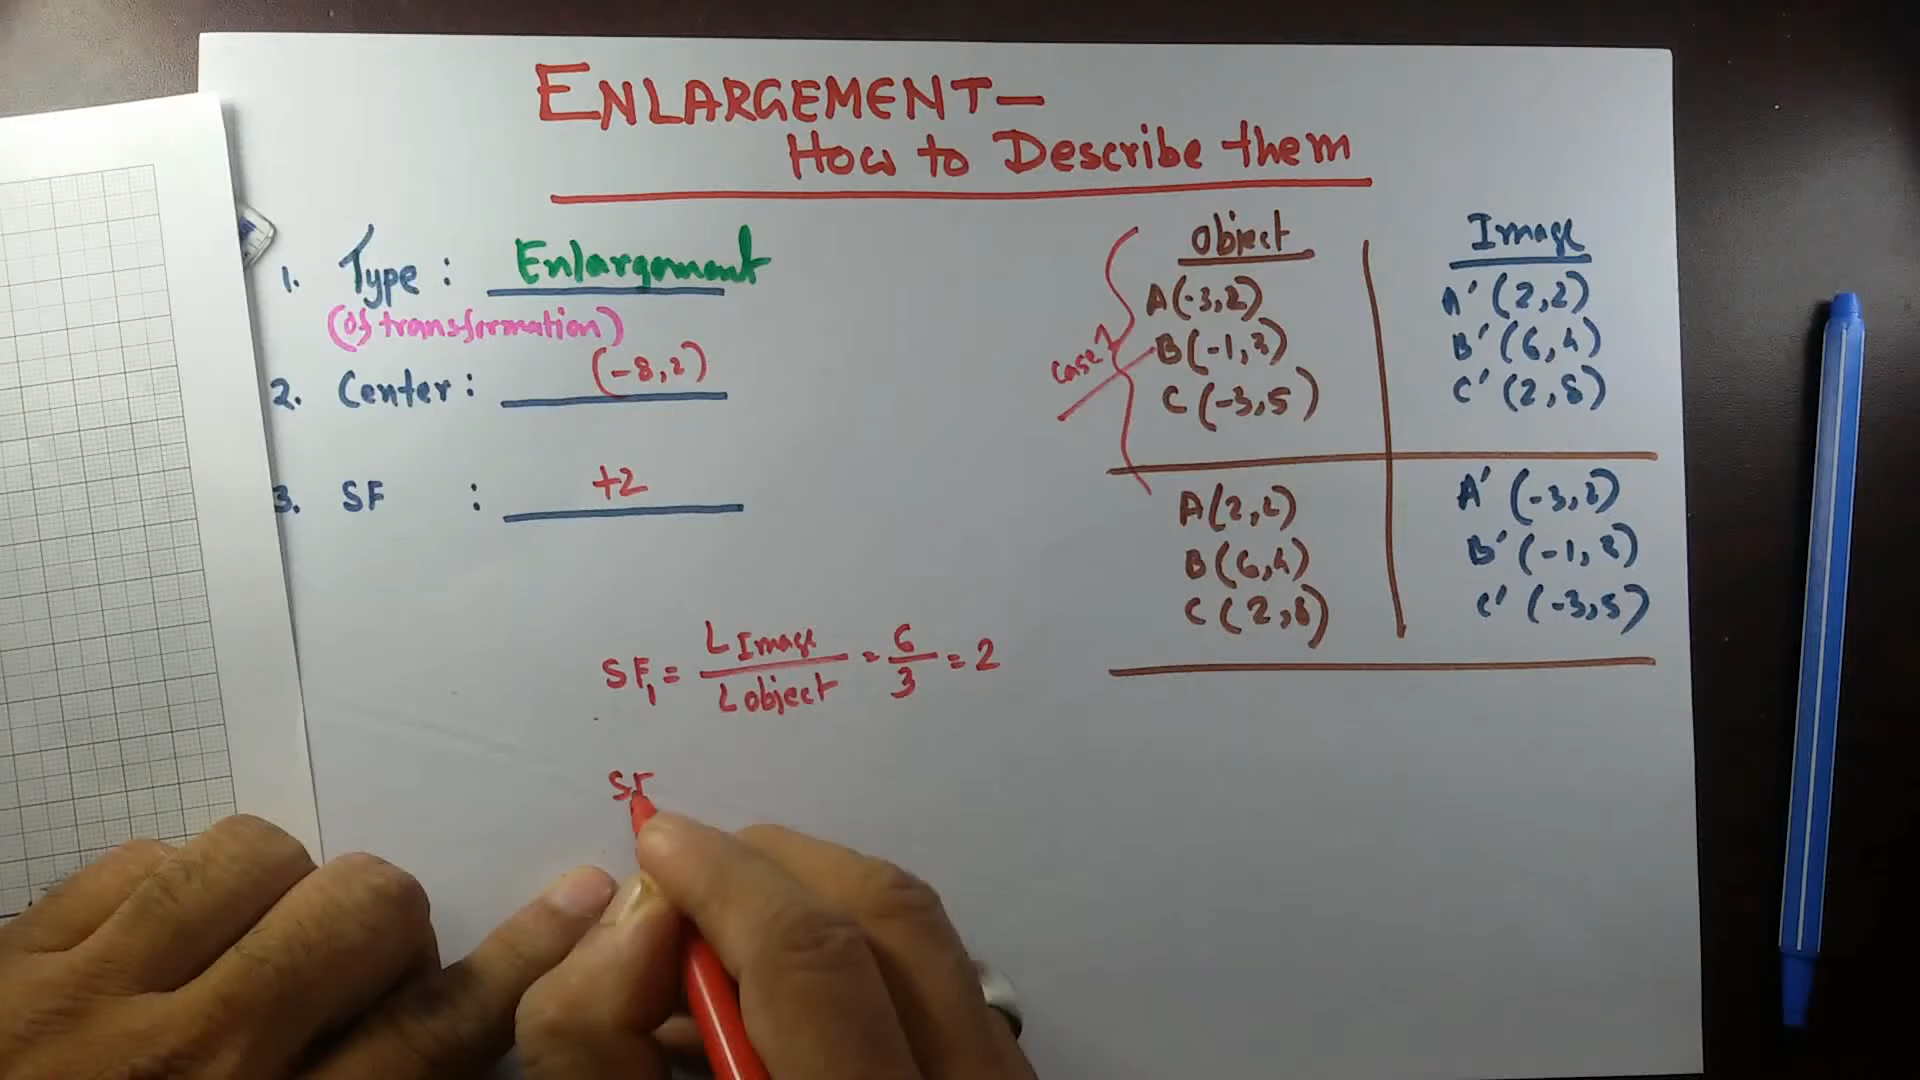 ENLARGEMENT—
How to Describe them
1. Type : Enlargement
(Of transformation)
2. Center : (-8,2)
3. SF : +2
SF₁ = L Image / L object = 6/3 = 2
SF
Case 1
Object
A(-3,2)
B(-1,3)
C(-3,5)
Image
A'(2,2)
B'(6,4)
C'(2,8)
A(2,2)
B(6,4)
C(2,8)
A'(-3,2)
B'(-1,3)
C'(-3,5)